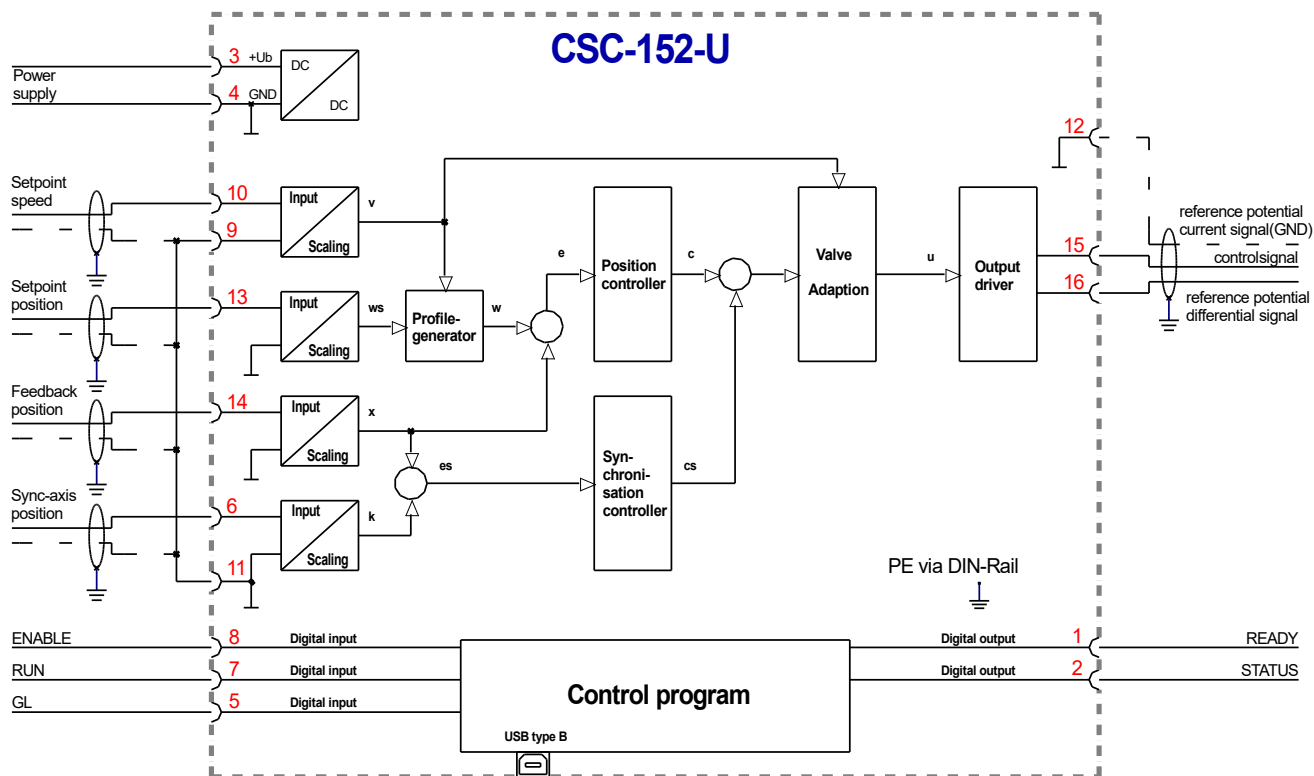 CSC-152-U
3 +Ub
DC
DC
Power
supply
4 GND
12
Setpoint
speed
10
9
Input
Scaling
v
reference potential
current signal(GND)
controlsignal
reference potential
differential signal
15
16
Setpoint
position
13
Input
Scaling
ws
Profile-
generator
w
e
Position
controller
c
Valve
Adaption
u
Output
driver
Feedback
position
14
Input
Scaling
x
es
Syn-
chroni-
sation
controller
cs
Sync-axis
position
6
11
Input
Scaling
k
PE via DIN-Rail
ENABLE 8 Digital input
RUN 7 Digital input
GL 5 Digital input
Control program
USB type B
Digital output 1 READY
Digital output 2 STATUS